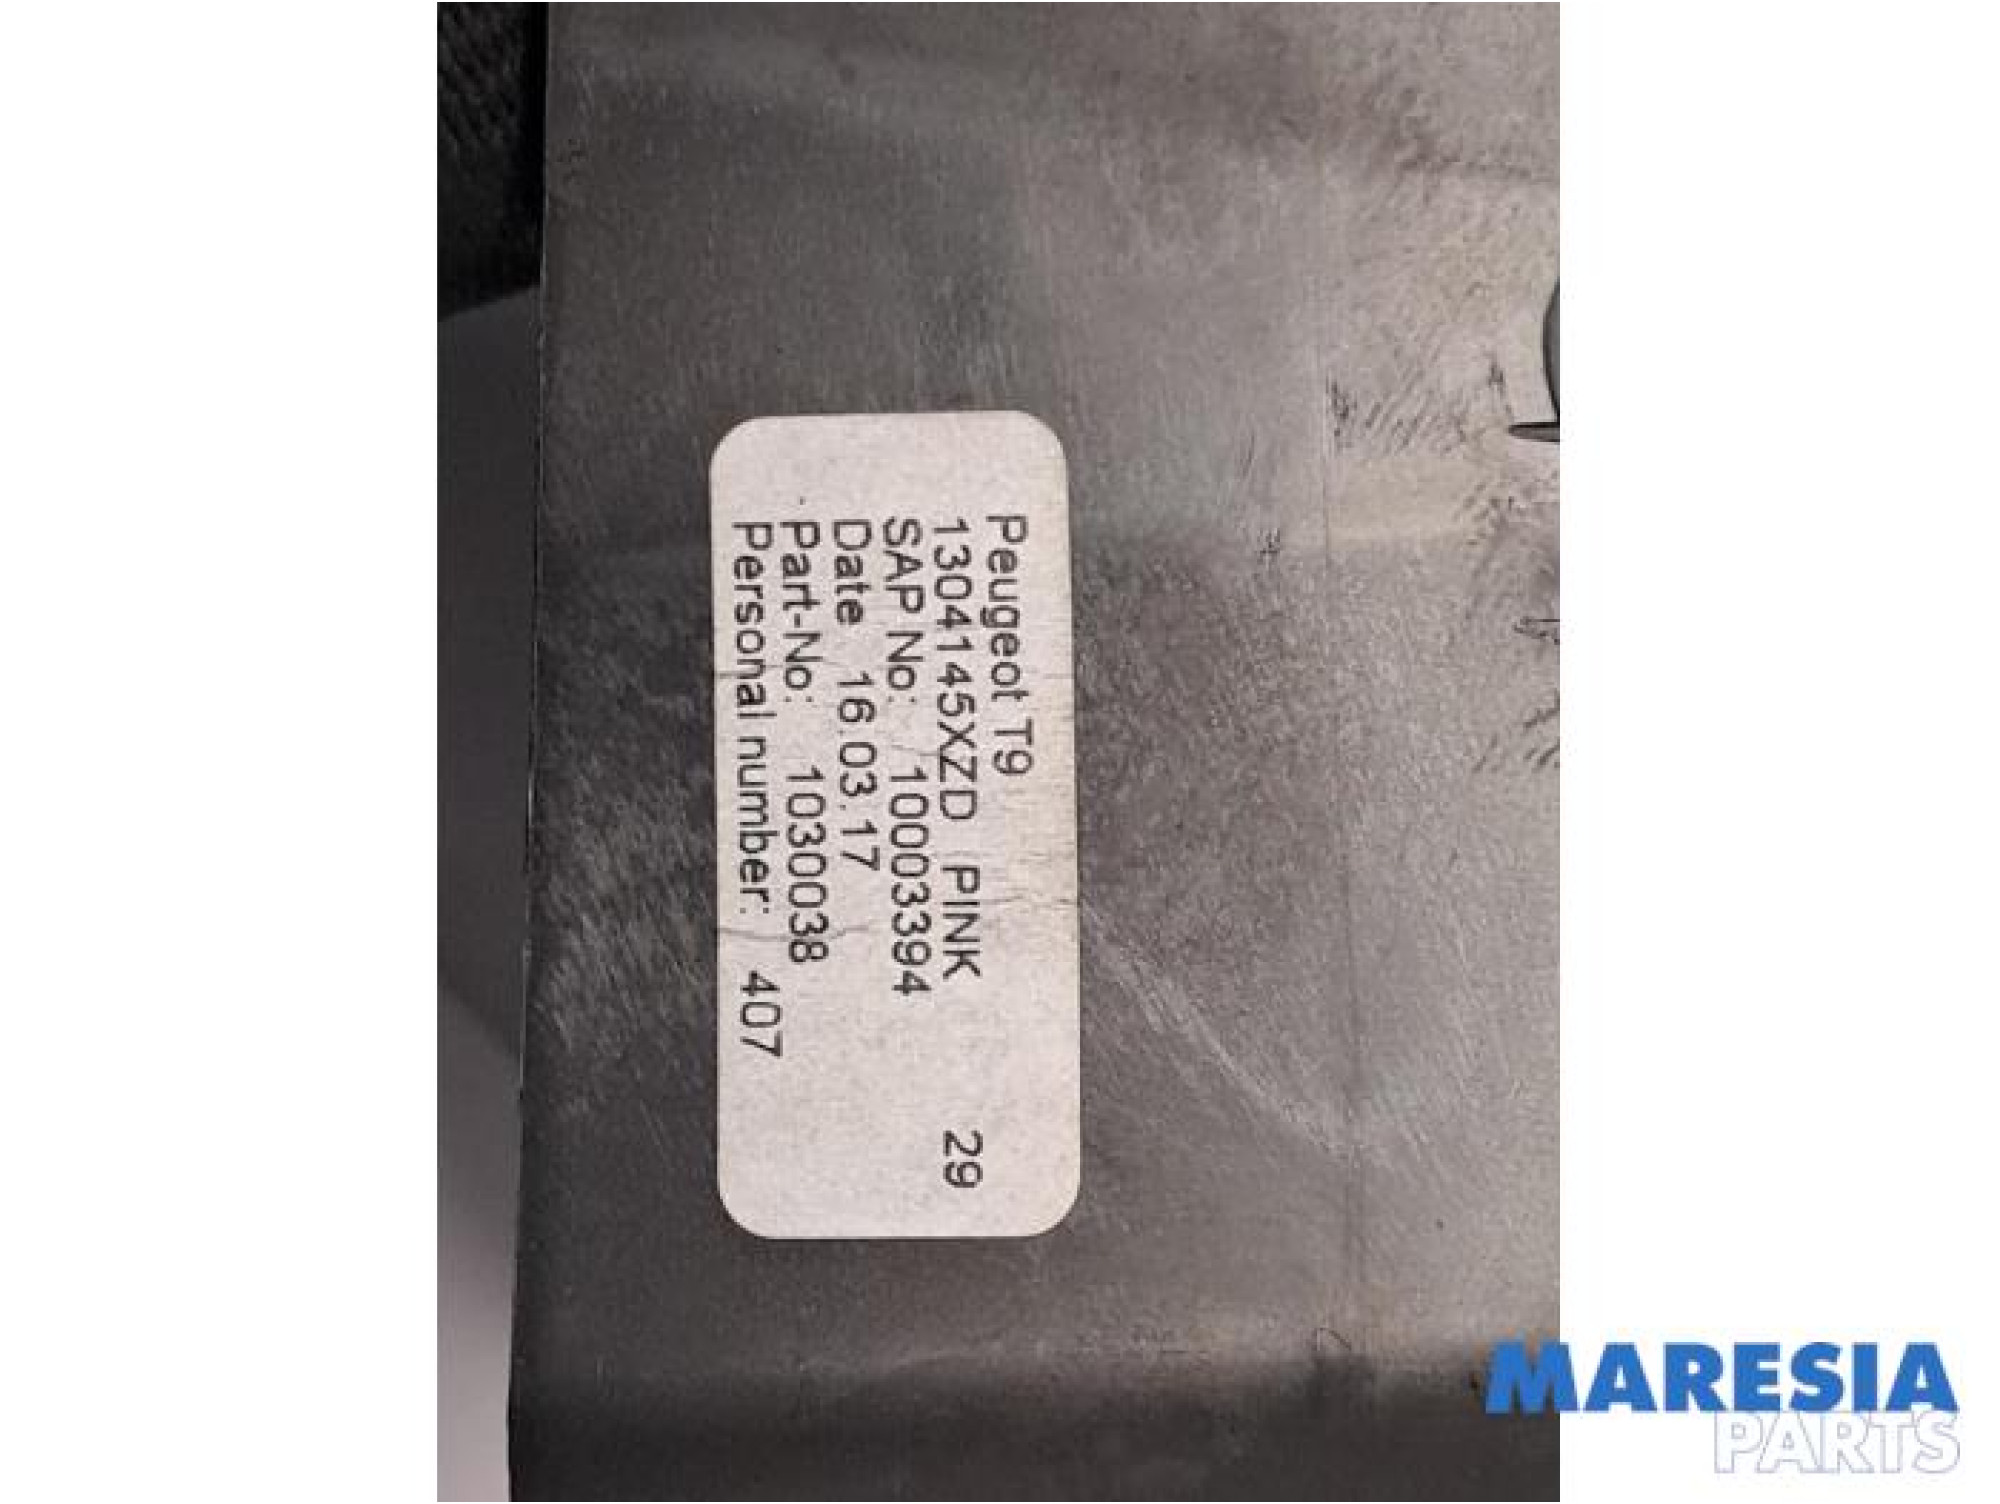 Peugeot T9
1304145XZD PINK 29
SAP No: 100033394
Date 16.03.17
Part-No: 1030038
Personal number: 407
MARESIA
PARTS